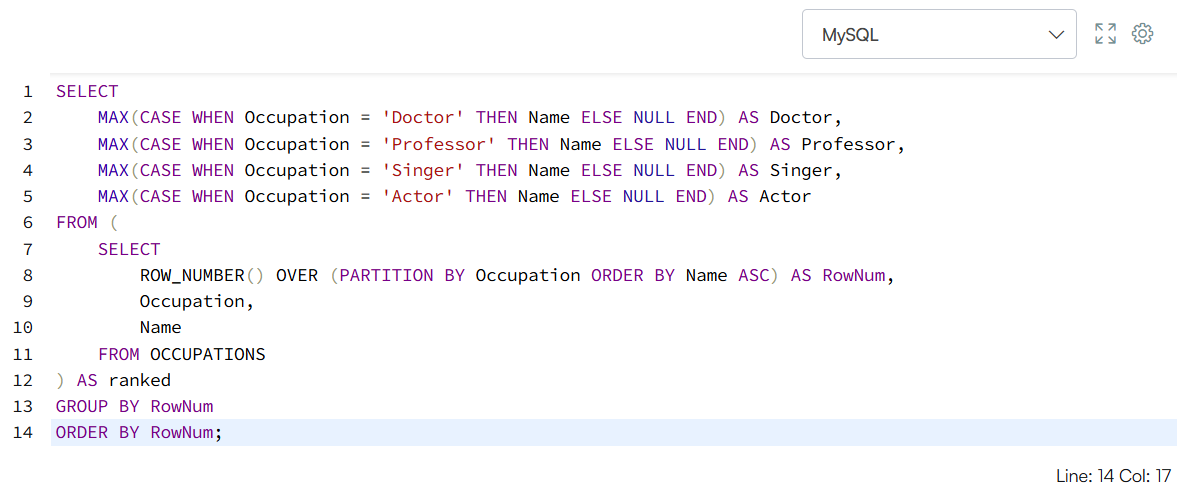 MySQL
1 SELECT
2     MAX(CASE WHEN Occupation = 'Doctor' THEN Name ELSE NULL END) AS Doctor,
3     MAX(CASE WHEN Occupation = 'Professor' THEN Name ELSE NULL END) AS Professor,
4     MAX(CASE WHEN Occupation = 'Singer' THEN Name ELSE NULL END) AS Singer,
5     MAX(CASE WHEN Occupation = 'Actor' THEN Name ELSE NULL END) AS Actor
6 FROM (
7     SELECT
8         ROW_NUMBER() OVER (PARTITION BY Occupation ORDER BY Name ASC) AS RowNum,
9         Occupation,
10         Name
11     FROM OCCUPATIONS
12 ) AS ranked
13 GROUP BY RowNum
14 ORDER BY RowNum;
Line: 14 Col: 17